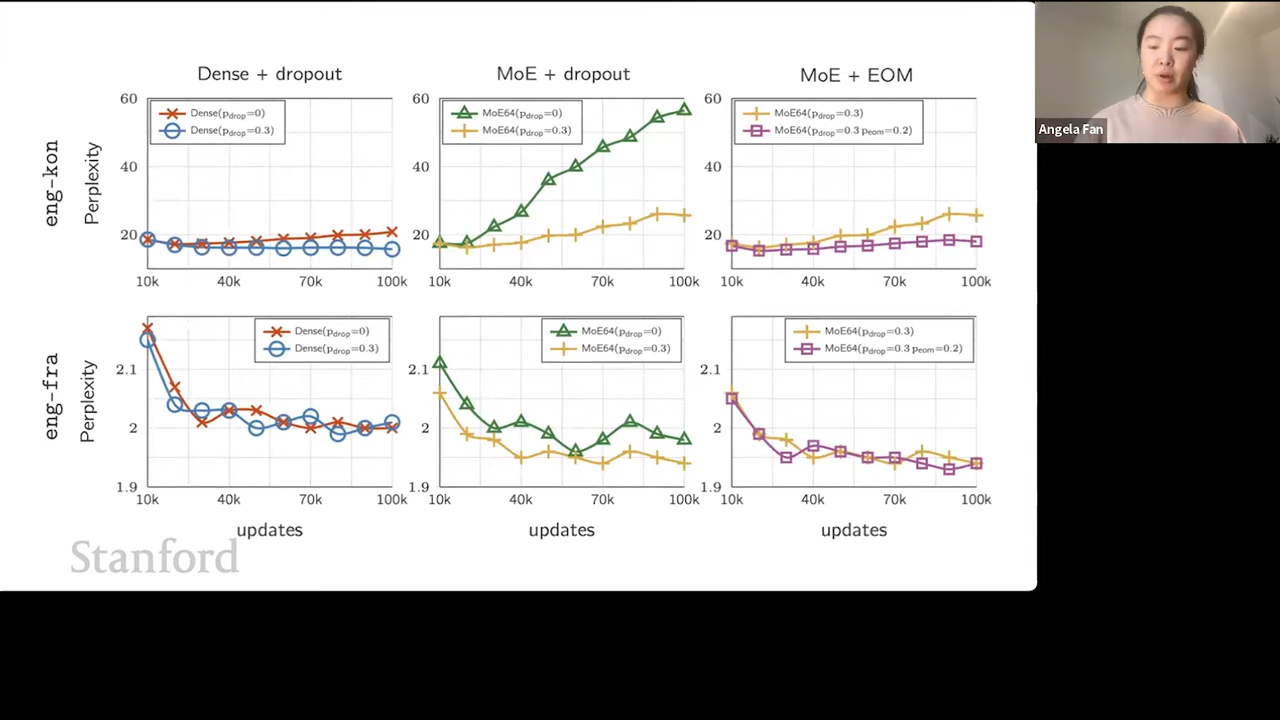 Dense + dropout
MoE + dropout
MoE + EOM
Angela Fan
eng-kon
Perplexity
60
40
20
Dense(pdrop=0)
Dense(pdrop=0.3)
10k
40k
70k
100k
60
40
20
MoE64(pdrop=0)
MoE64(pdrop=0.3)
10k
40k
70k
100k
60
40
20
MoE64(pdrop=0.3)
MoE64(pdrop=0.3 peom=0.2)
10k
40k
70k
100k
eng-fra
Perplexity
2.1
2
1.9
Dense(pdrop=0)
Dense(pdrop=0.3)
10k
40k
70k
100k
updates
2.1
2
1.9
MoE64(pdrop=0)
MoE64(pdrop=0.3)
10k
40k
70k
100k
updates
2.1
2
1.9
MoE64(pdrop=0.3)
MoE64(pdrop=0.3 peom=0.2)
10k
40k
70k
100k
updates
Stanford